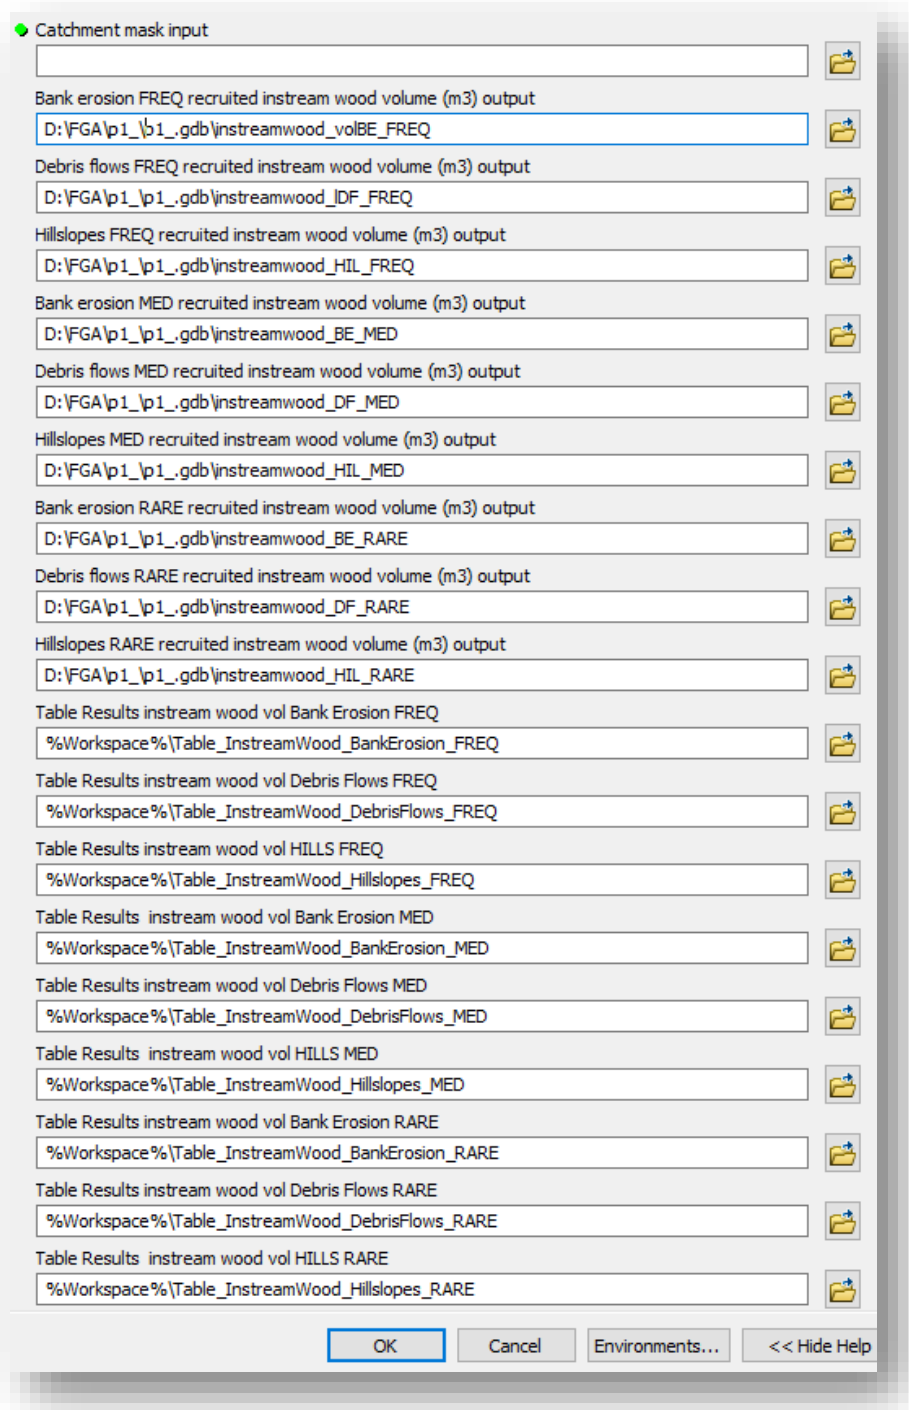 Catchment mask input
Bank erosion FREQ recruited instream wood volume (m3) output
D:\FGA\p1_\p1_.gdb\instreamwood_volBE_FREQ
Debris flows FREQ recruited instream wood volume (m3) output
D:\FGA\p1_\p1_.gdb\instreamwood_lDF_FREQ
Hillslopes FREQ recruited instream wood volume (m3) output
D:\FGA\p1_\p1_.gdb\instreamwood_HIL_FREQ
Bank erosion MED recruited instream wood volume (m3) output
D:\FGA\p1_\p1_.gdb\instreamwood_BE_MED
Debris flows MED recruited instream wood volume (m3) output
D:\FGA\p1_\p1_.gdb\instreamwood_DF_MED
Hillslopes MED recruited instream wood volume (m3) output
D:\FGA\p1_\p1_.gdb\instreamwood_HIL_MED
Bank erosion RARE recruited instream wood volume (m3) output
D:\FGA\p1_\p1_.gdb\instreamwood_BE_RARE
Debris flows RARE recruited instream wood volume (m3) output
D:\FGA\p1_\p1_.gdb\instreamwood_DF_RARE
Hillslopes RARE recruited instream wood volume (m3) output
D:\FGA\p1_\p1_.gdb\instreamwood_HIL_RARE
Table Results instream wood vol Bank Erosion FREQ
%Workspace%\Table_InstreamWood_BankErosion_FREQ
Table Results instream wood vol Debris Flows FREQ
%Workspace%\Table_InstreamWood_DebrisFlows_FREQ
Table Results instream wood vol HILLS FREQ
%Workspace%\Table_InstreamWood_Hillslopes_FREQ
Table Results  instream wood vol Bank Erosion MED
%Workspace%\Table_InstreamWood_BankErosion_MED
Table Results instream wood vol Debris Flows MED
%Workspace%\Table_InstreamWood_DebrisFlows_MED
Table Results  instream wood vol HILLS MED
%Workspace%\Table_InstreamWood_Hillslopes_MED
Table Results instream wood vol Bank Erosion RARE
%Workspace%\Table_InstreamWood_BankErosion_RARE
Table Results instream wood vol Debris Flows RARE
%Workspace%\Table_InstreamWood_DebrisFlows_RARE
Table Results  instream wood vol HILLS RARE
%Workspace%\Table_InstreamWood_Hillslopes_RARE
OK Cancel Environments... << Hide Help